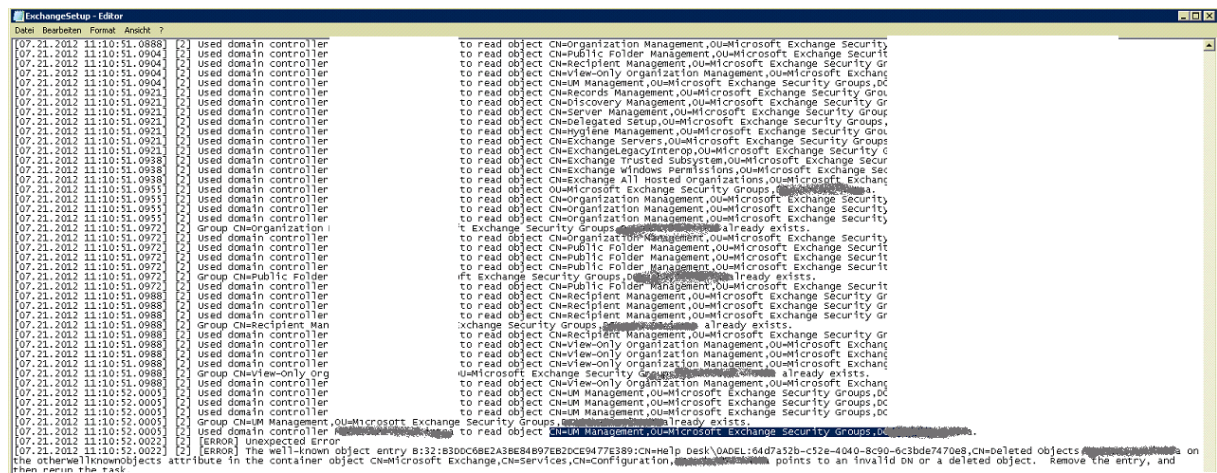 ExchangeSetup - Editor
Datei Bearbeiten Format Ansicht ?
[07.21.2012 11:10:51.0888] [2] Used domain controller to read object CN=Organization Management,OU=Microsoft Exchange Security
[07.21.2012 11:10:51.0904] [2] Used domain controller to read object CN=Public Folder Management,OU=Microsoft Exchange Securit
[07.21.2012 11:10:51.0904] [2] Used domain controller to read object CN=Recipient Management,OU=Microsoft Exchange Security Gr
[07.21.2012 11:10:51.0904] [2] Used domain controller to read object CN=View-Only Organization Management,OU=Microsoft Exchang
[07.21.2012 11:10:51.0904] [2] Used domain controller to read object CN=UM Management,OU=Microsoft Exchange Security Groups,DC
[07.21.2012 11:10:51.0921] [2] Used domain controller to read object CN=Records Management,OU=Microsoft Exchange Security Grou
[07.21.2012 11:10:51.0921] [2] Used domain controller to read object CN=Discovery Management,OU=Microsoft Exchange Security Gr
[07.21.2012 11:10:51.0921] [2] Used domain controller to read object CN=Server Management,OU=Microsoft Exchange Security Group
[07.21.2012 11:10:51.0921] [2] Used domain controller to read object CN=Delegated Setup,OU=Microsoft Exchange Security Groups,
[07.21.2012 11:10:51.0921] [2] Used domain controller to read object CN=Hygiene Management,OU=Microsoft Exchange Security Grou
[07.21.2012 11:10:51.0921] [2] Used domain controller to read object CN=Exchange Servers,OU=Microsoft Exchange Security Groups
[07.21.2012 11:10:51.0921] [2] Used domain controller to read object CN=ExchangeLegacyInterop,OU=Microsoft Exchange Security G
[07.21.2012 11:10:51.0938] [2] Used domain controller to read object CN=Exchange Trusted Subsystem,OU=Microsoft Exchange Secur
[07.21.2012 11:10:51.0938] [2] Used domain controller to read object CN=Exchange Windows Permissions,OU=Microsoft Exchange Sec
[07.21.2012 11:10:51.0938] [2] Used domain controller to read object CN=Exchange All Hosted Organizations,OU=Microsoft Exchang
[07.21.2012 11:10:51.0955] [2] Used domain controller to read object OU=Microsoft Exchange Security Groups, a.
[07.21.2012 11:10:51.0955] [2] Used domain controller to read object CN=Organization Management,OU=Microsoft Exchange Security
[07.21.2012 11:10:51.0955] [2] Used domain controller to read object CN=Organization Management,OU=Microsoft Exchange Security
[07.21.2012 11:10:51.0955] [2] Used domain controller to read object CN=Organization Management,OU=Microsoft Exchange Security
[07.21.2012 11:10:51.0972] [2] Group CN=Organization t Exchange Security Groups, already exists.
[07.21.2012 11:10:51.0972] [2] Used domain controller to read object CN=Organization Management,OU=Microsoft Exchange Security
[07.21.2012 11:10:51.0972] [2] Used domain controller to read object CN=Public Folder Management,OU=Microsoft Exchange Securit
[07.21.2012 11:10:51.0972] [2] Used domain controller to read object CN=Public Folder Management,OU=Microsoft Exchange Securit
[07.21.2012 11:10:51.0972] [2] Used domain controller to read object CN=Public Folder Management,OU=Microsoft Exchange Securit
[07.21.2012 11:10:51.0972] [2] Group CN=Public Folder ft Exchange Security Groups,D already exists.
[07.21.2012 11:10:51.0972] [2] Used domain controller to read object CN=Public Folder Management,OU=Microsoft Exchange Securit
[07.21.2012 11:10:51.0988] [2] Used domain controller to read object CN=Recipient Management,OU=Microsoft Exchange Security Gr
[07.21.2012 11:10:51.0988] [2] Used domain controller to read object CN=Recipient Management,OU=Microsoft Exchange Security Gr
[07.21.2012 11:10:51.0988] [2] Used domain controller to read object CN=Recipient Management,OU=Microsoft Exchange Security Gr
[07.21.2012 11:10:51.0988] [2] Group CN=Recipient Man xchange Security Groups, already exists.
[07.21.2012 11:10:51.0988] [2] Used domain controller to read object CN=Recipient Management,OU=Microsoft Exchange Security Gr
[07.21.2012 11:10:51.0988] [2] Used domain controller to read object CN=View-Only Organization Management,OU=Microsoft Exchang
[07.21.2012 11:10:51.0988] [2] Used domain controller to read object CN=View-Only Organization Management,OU=Microsoft Exchang
[07.21.2012 11:10:51.0988] [2] Used domain controller to read object CN=View-Only Organization Management,OU=Microsoft Exchang
[07.21.2012 11:10:51.0988] [2] Group CN=View-Only Org U=Microsoft Exchange Security Groups, already exists.
[07.21.2012 11:10:51.0988] [2] Used domain controller to read object CN=View-Only Organization Management,OU=Microsoft Exchang
[07.21.2012 11:10:52.0005] [2] Used domain controller to read object CN=UM Management,OU=Microsoft Exchange Security Groups,DC
[07.21.2012 11:10:52.0005] [2] Used domain controller to read object CN=UM Management,OU=Microsoft Exchange Security Groups,DC
[07.21.2012 11:10:52.0005] [2] Used domain controller to read object CN=UM Management,OU=Microsoft Exchange Security Groups,DC
[07.21.2012 11:10:52.0005] [2] Group CN=UM Management,OU=Microsoft Exchange Security Groups, already exists.
[07.21.2012 11:10:52.0005] [2] Used domain controller to read object CN=UM Management,OU=Microsoft Exchange Security Groups,DC .
[07.21.2012 11:10:52.0022] [2] [ERROR] Unexpected Error
[07.21.2012 11:10:52.0022] [2] [ERROR] The well-known object entry B:32:B3DDC6BE2A3BE84B97EB2DCE9477E389:CN=Help Desk\0ADEL:64d7a52b-c52e-4040-8c90-6c3bde7470e8,CN=Deleted Objects a on
the otherWellKnownObjects attribute in the container object CN=Microsoft Exchange,CN=Services,CN=Configuration, points to an invalid DN or a deleted object. Remove the entry, and
then rerun the task.